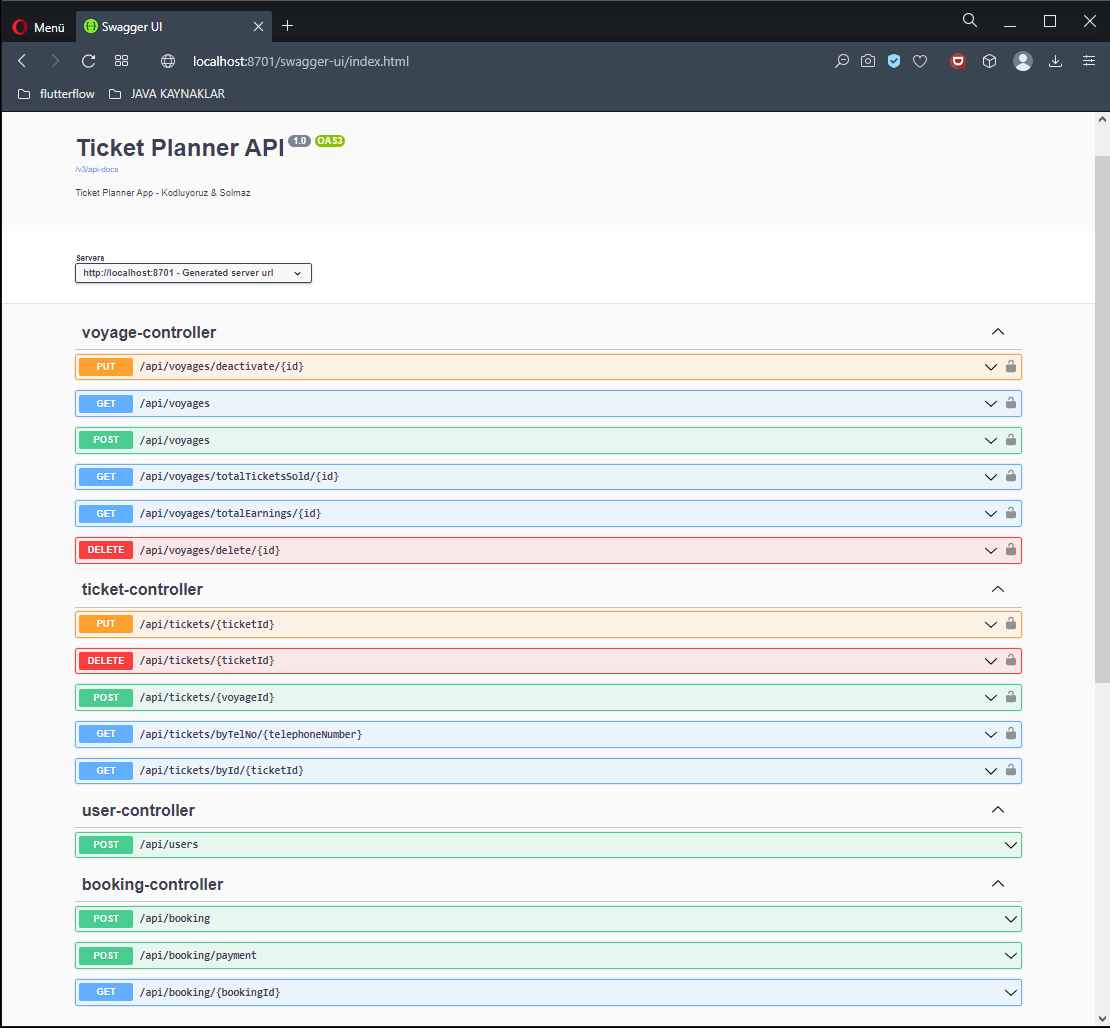 Menü
Swagger UI
localhost:8701/swagger-ui/index.html
flutterflow JAVA KAYNAKLAR
Ticket Planner API 1.0 OAS3
/v3/api-docs
Ticket Planner App - Kodluyoruz & Solmaz
Servers
http://localhost:8701 - Generated server url
voyage-controller
PUT /api/voyages/deactivate/{id}
GET /api/voyages
POST /api/voyages
GET /api/voyages/totalTicketsSold/{id}
GET /api/voyages/totalEarnings/{id}
DELETE /api/voyages/delete/{id}
ticket-controller
PUT /api/tickets/{ticketId}
DELETE /api/tickets/{ticketId}
POST /api/tickets/{voyageId}
GET /api/tickets/byTelNo/{telephoneNumber}
GET /api/tickets/byId/{ticketId}
user-controller
POST /api/users
booking-controller
POST /api/booking
POST /api/booking/payment
GET /api/booking/{bookingId}